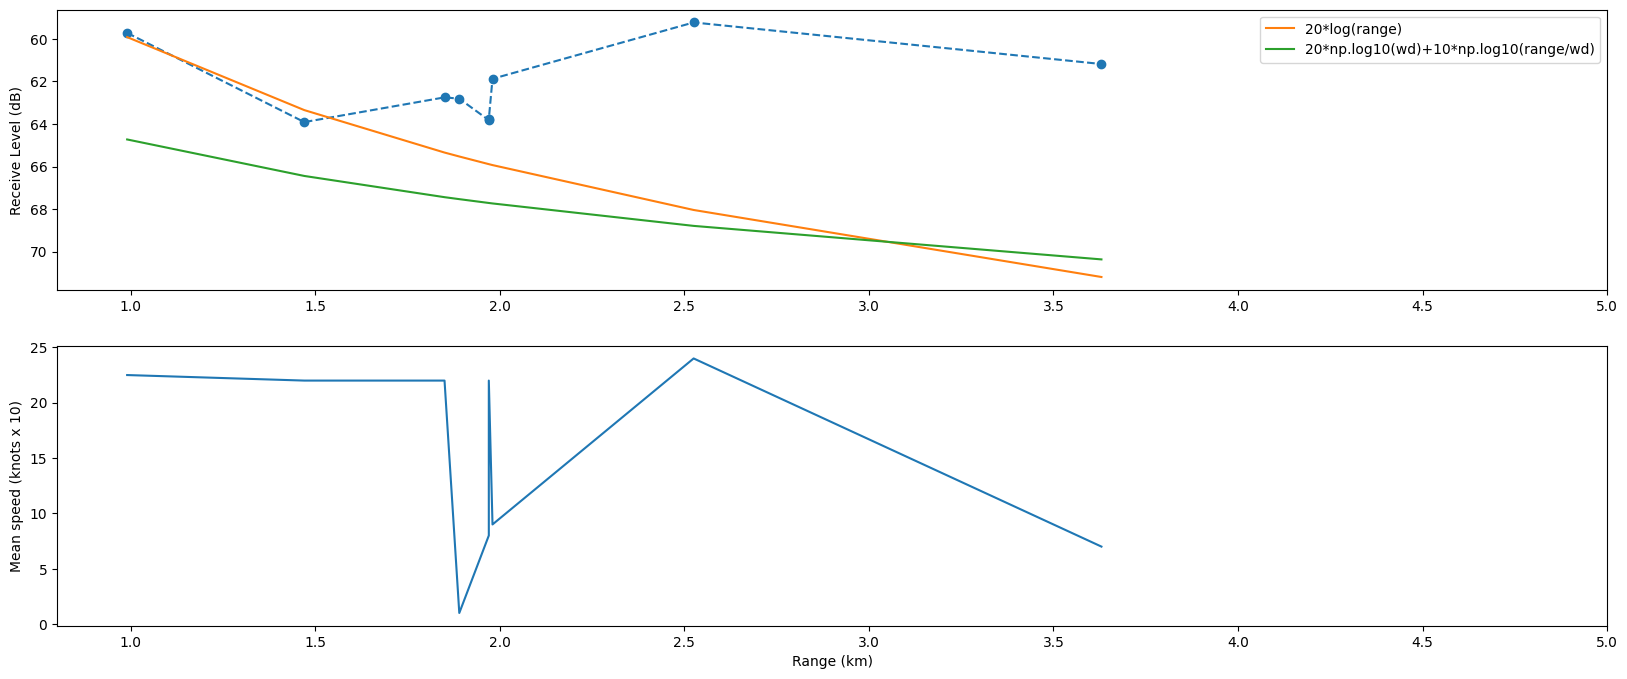 Receive Level (dB)
60
62
64
66
68
70
20*log(range)
20*np.log10(wd)+10*np.log10(range/wd)
1.0 1.5 2.0 2.5 3.0 3.5 4.0 4.5 5.0
Mean speed (knots x 10)
25
20
15
10
5
0
1.0 1.5 2.0 2.5 3.0 3.5 4.0 4.5 5.0
Range (km)